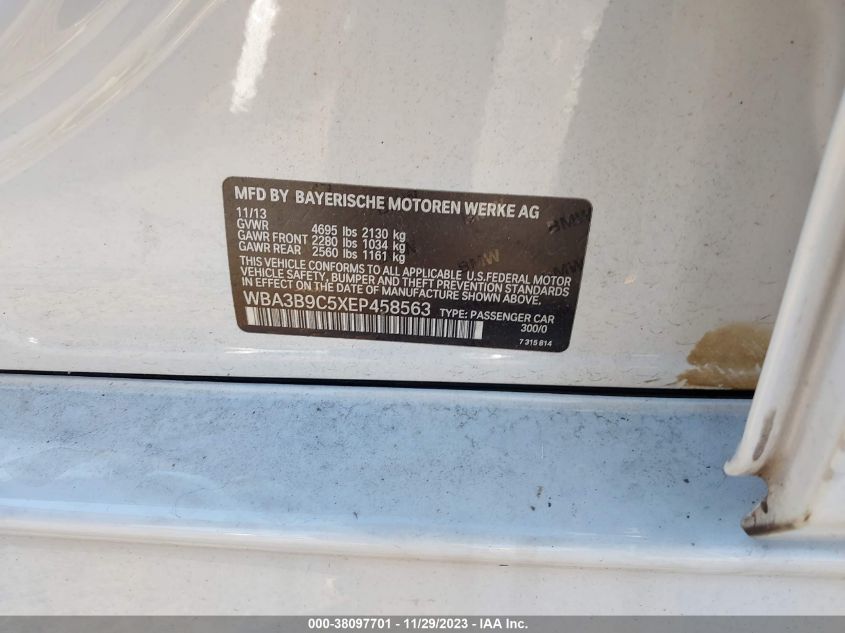 MFD BY BAYERISCHE MOTOREN WERKE AG
11/13
GVWR 4695 lbs 2130 kg
GAWR FRONT 2280 lbs 1034 kg
GAWR REAR 2560 lbs 1161 kg
THIS VEHICLE CONFORMS TO ALL APPLICABLE U.S.FEDERAL MOTOR
VEHICLE SAFETY, BUMPER AND THEFT PREVENTION STANDARDS
IN EFFECT ON THE DATE OF MANUFACTURE SHOWN ABOVE.
WBA3B9C5XEP458563 TYPE: PASSENGER CAR
300/0
7 315 814
BMW
BMW
000-38097701 - 11/29/2023 - IAA Inc.